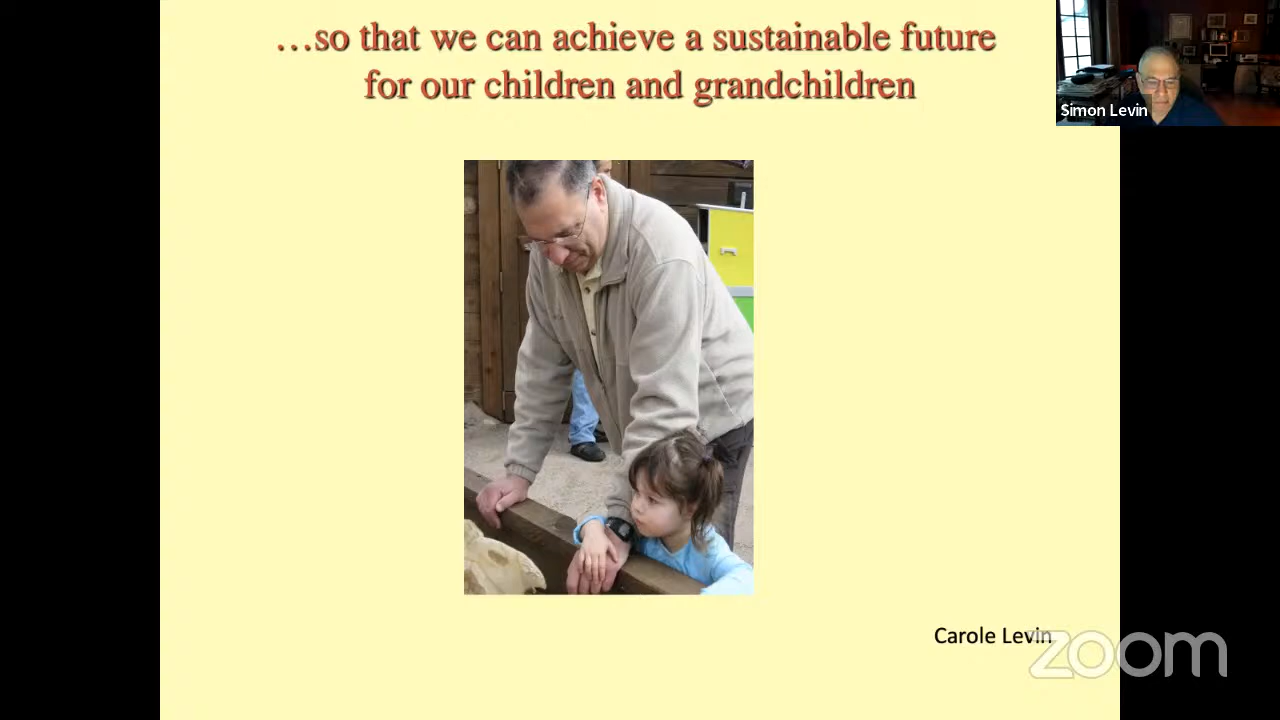 …so that we can achieve a sustainable future
for our children and grandchildren
Simon Levin
Carole Levin
zoom